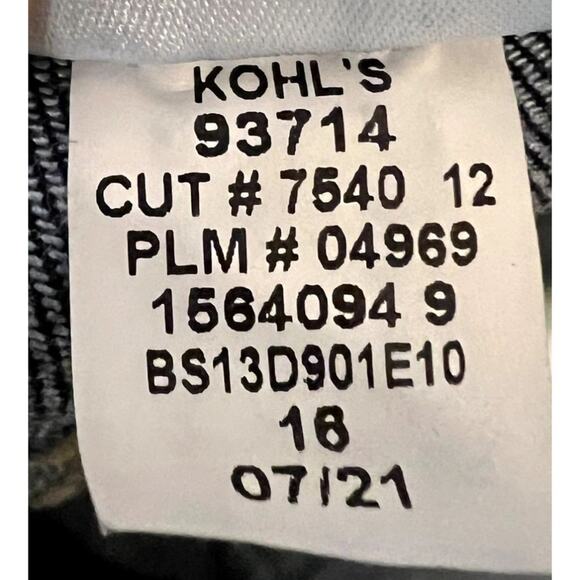 KOHL'S
93714
CUT # 7540 12
PLM # 04969
1564094 9
BS13D901E10
16
07/21